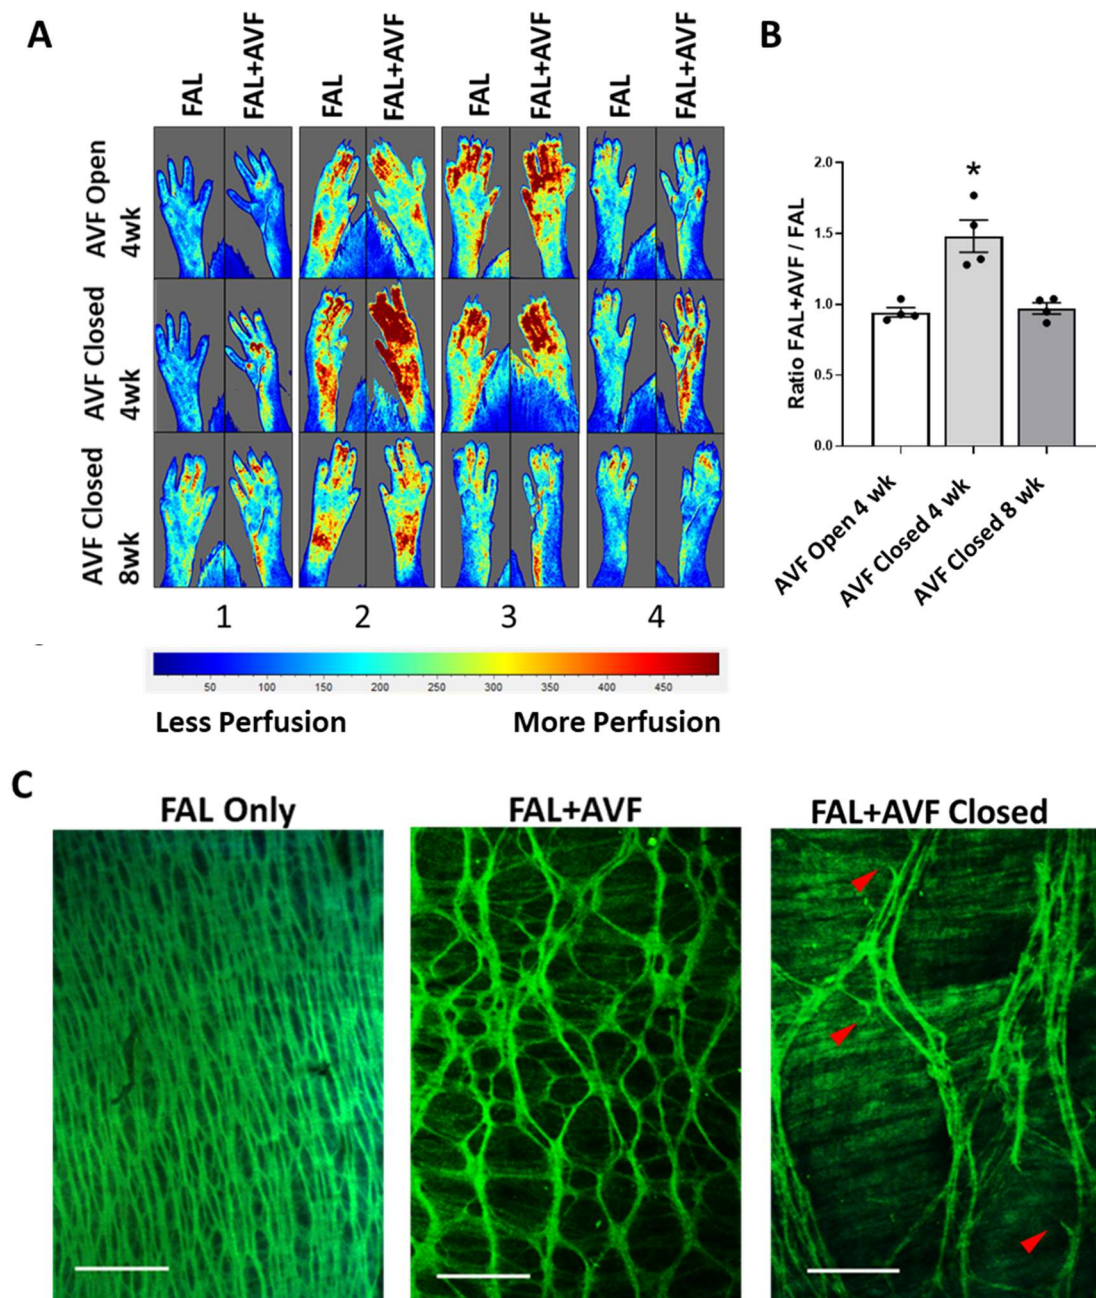 A
FAL FAL+AVF FAL FAL+AVF FAL FAL+AVF FAL FAL+AVF
AVF Open
4wk
AVF Closed
4wk
AVF Closed
8wk
1 2 3 4
50 100 150 200 250 300 350 400 450
Less Perfusion More Perfusion
B
Ratio FAL+AVF / FAL
2.0
1.5
1.0
0.5
0.0
*
AVF Open 4 wk
AVF Closed 4 wk
AVF Closed 8 wk
C
FAL Only FAL+AVF FAL+AVF Closed